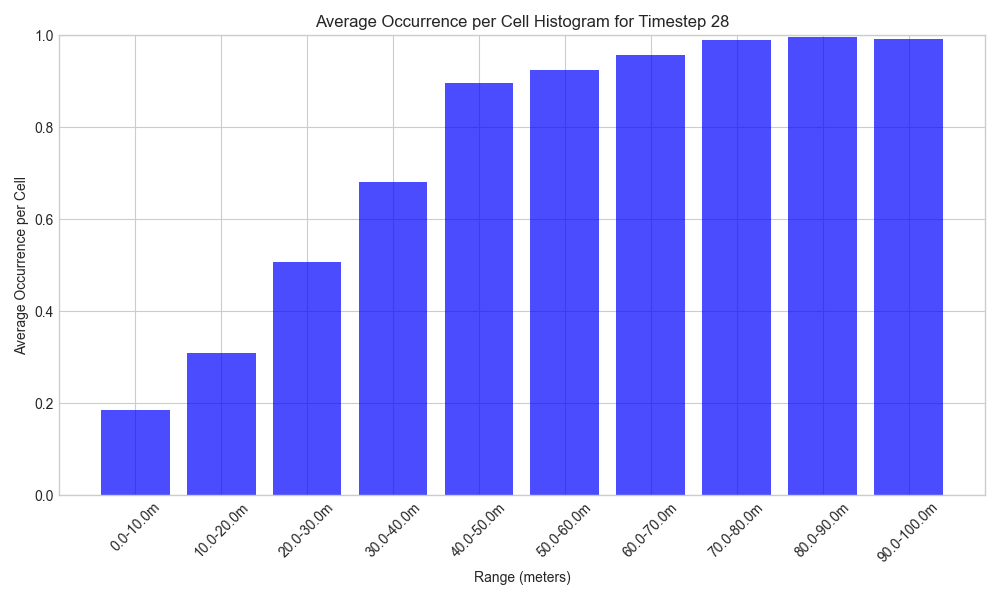 Average Occurrence per Cell Histogram for Timestep 28
1.0
0.8
0.6
0.4
0.2
0.0
Average Occurrence per Cell
0.0-10.0m
10.0-20.0m
20.0-30.0m
30.0-40.0m
40.0-50.0m
50.0-60.0m
60.0-70.0m
70.0-80.0m
80.0-90.0m
90.0-100.0m
Range (meters)